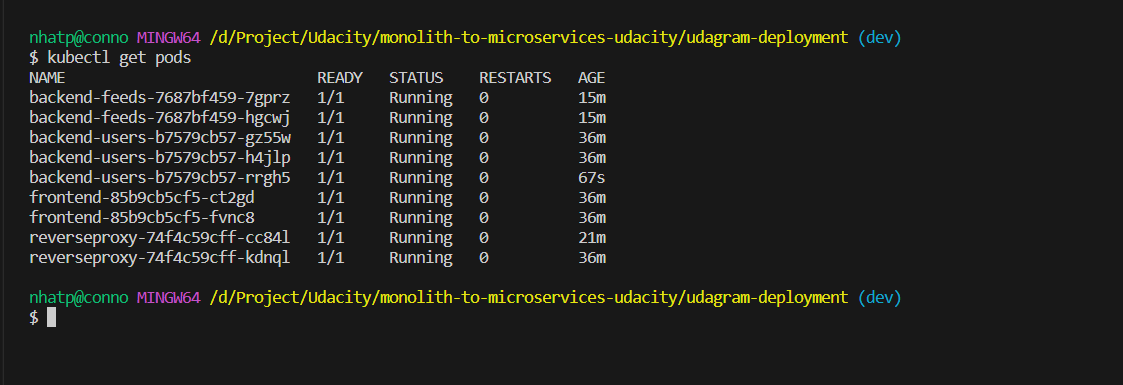 nhatp@conno MINGW64 /d/Project/Udacity/monolith-to-microservices-udacity/udagram-deployment (dev)
$ kubectl get pods
NAME READY STATUS RESTARTS AGE
backend-feeds-7687bf459-7gprz 1/1 Running 0 15m
backend-feeds-7687bf459-hgcwj 1/1 Running 0 15m
backend-users-b7579cb57-gz55w 1/1 Running 0 36m
backend-users-b7579cb57-h4jlp 1/1 Running 0 36m
backend-users-b7579cb57-rrgh5 1/1 Running 0 67s
frontend-85b9cb5cf5-ct2gd 1/1 Running 0 36m
frontend-85b9cb5cf5-fvnc8 1/1 Running 0 36m
reverseproxy-74f4c59cff-cc84l 1/1 Running 0 21m
reverseproxy-74f4c59cff-kdnql 1/1 Running 0 36m
nhatp@conno MINGW64 /d/Project/Udacity/monolith-to-microservices-udacity/udagram-deployment (dev)
$